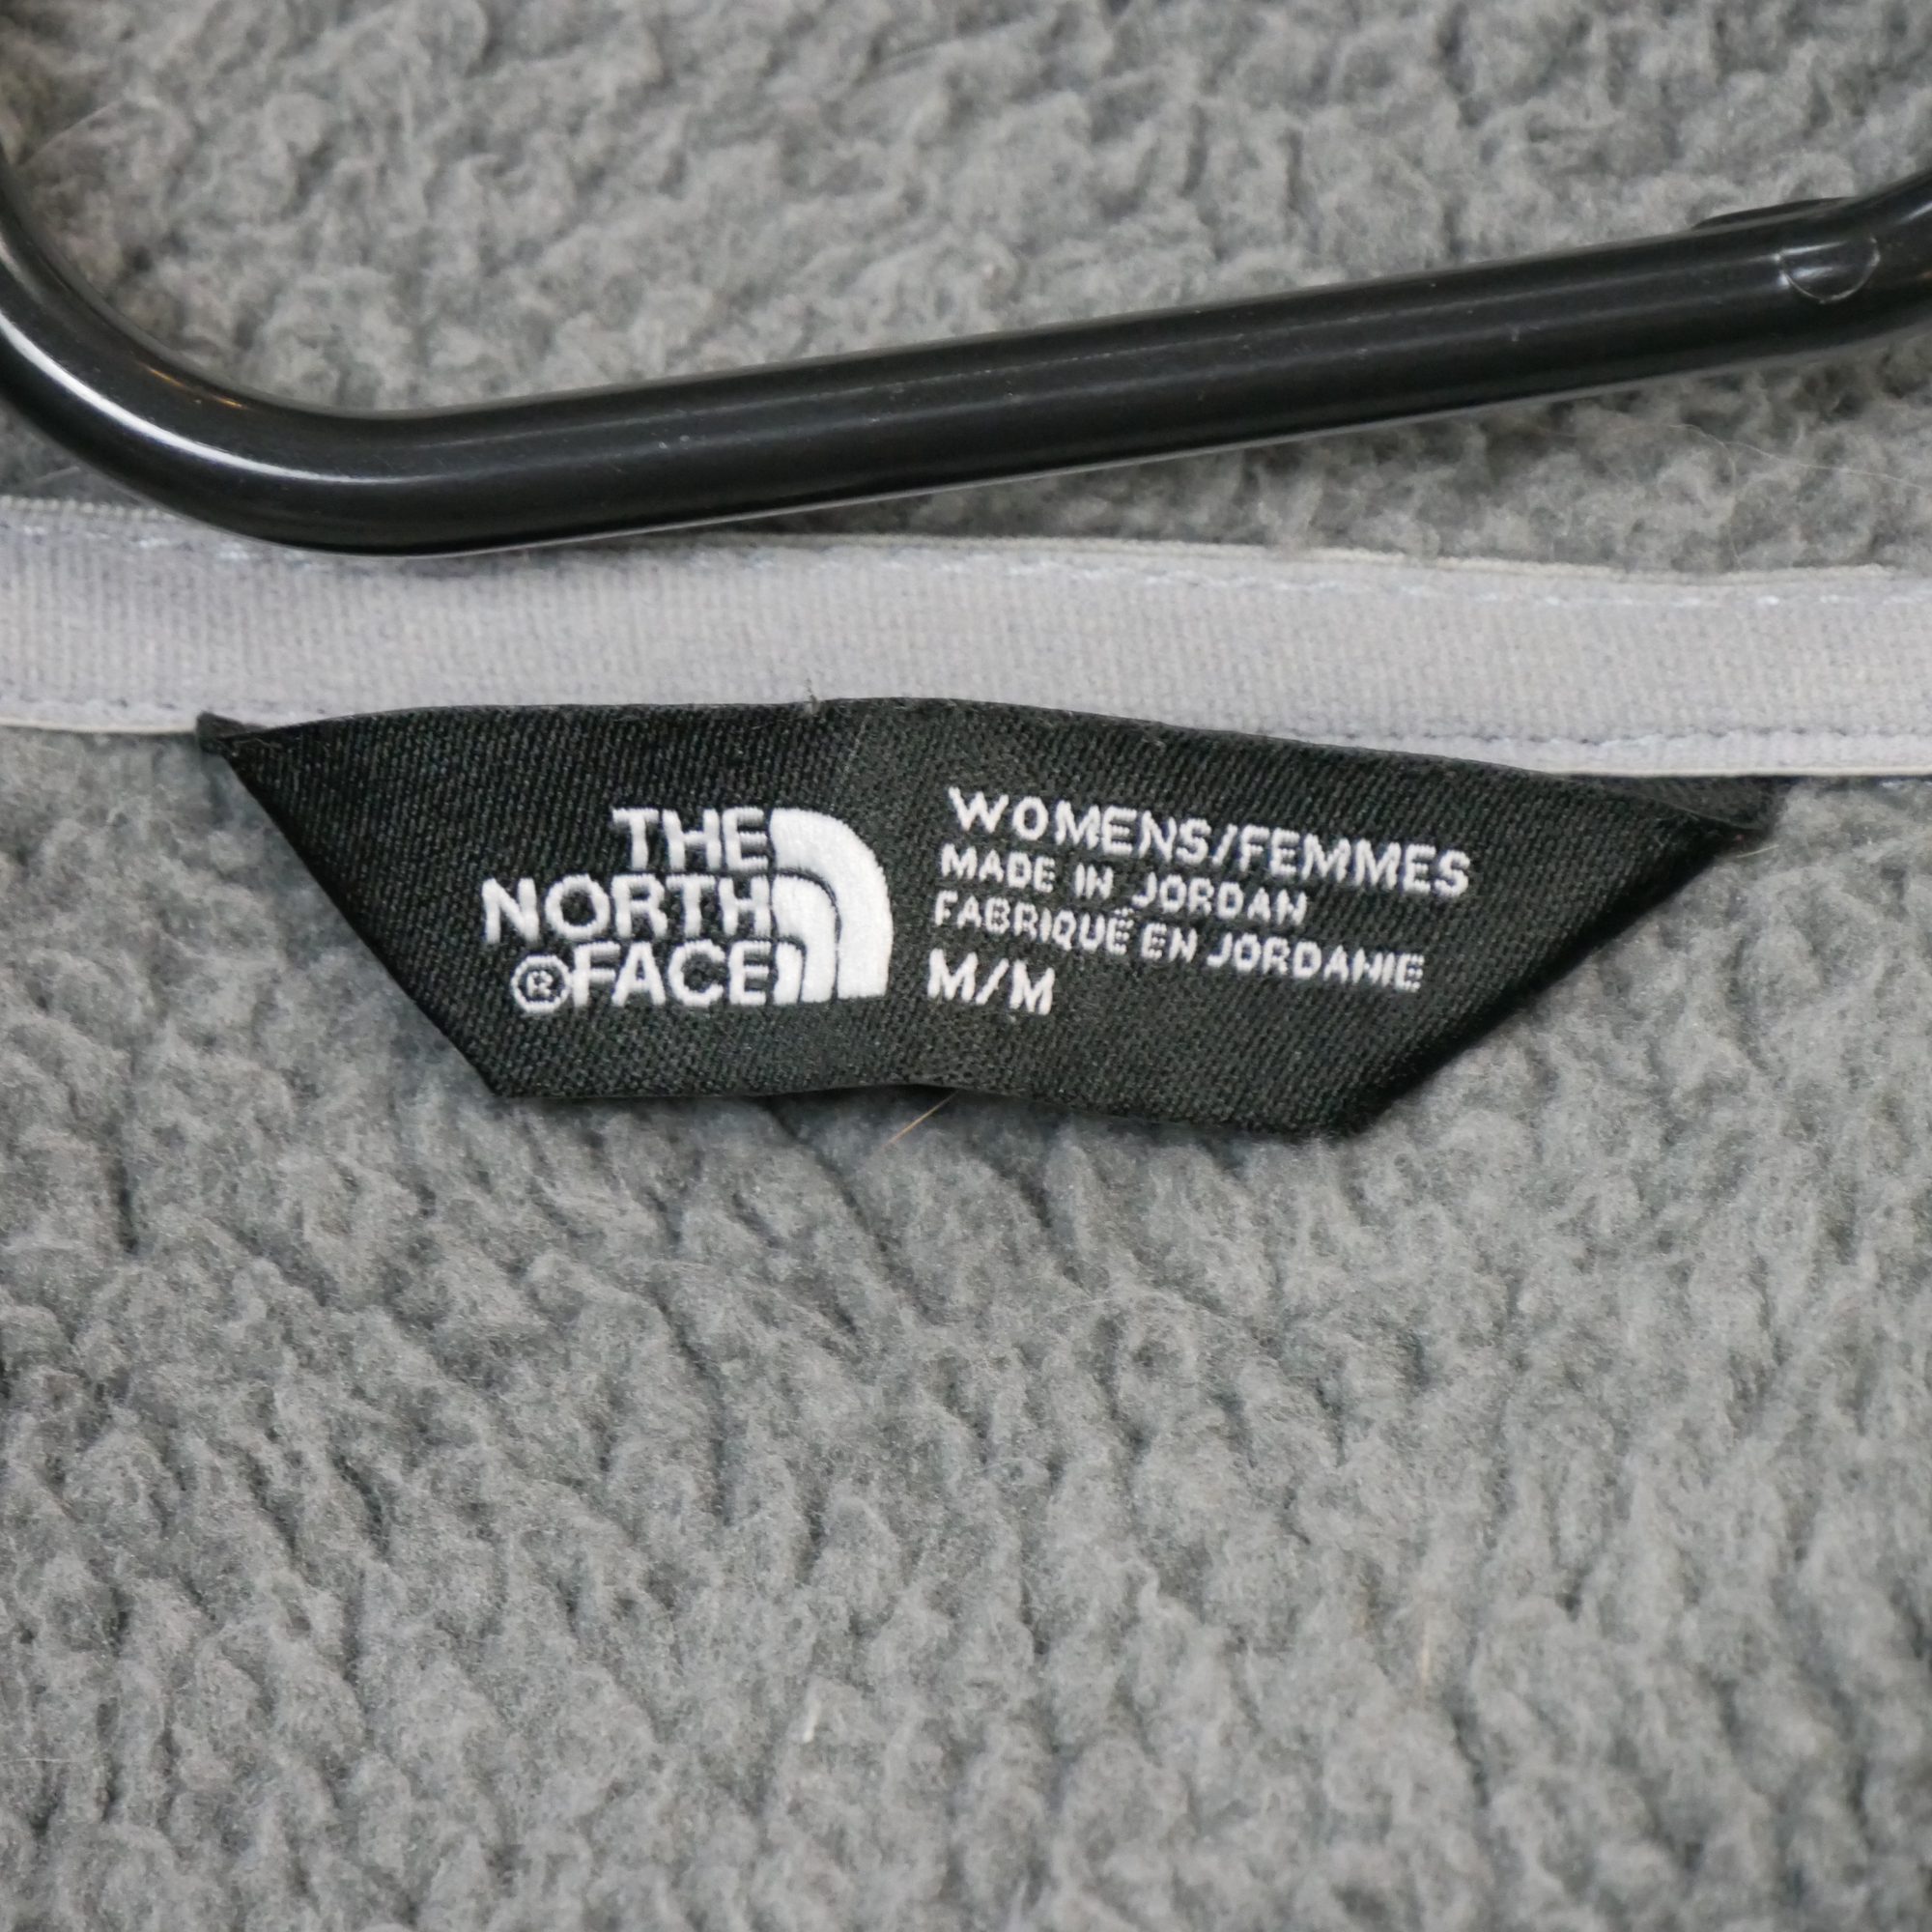 THE
NORTH
®FACE
WOMENS/FEMMES
MADE IN JORDAN
FABRIQUÉ EN JORDANIE
M/M